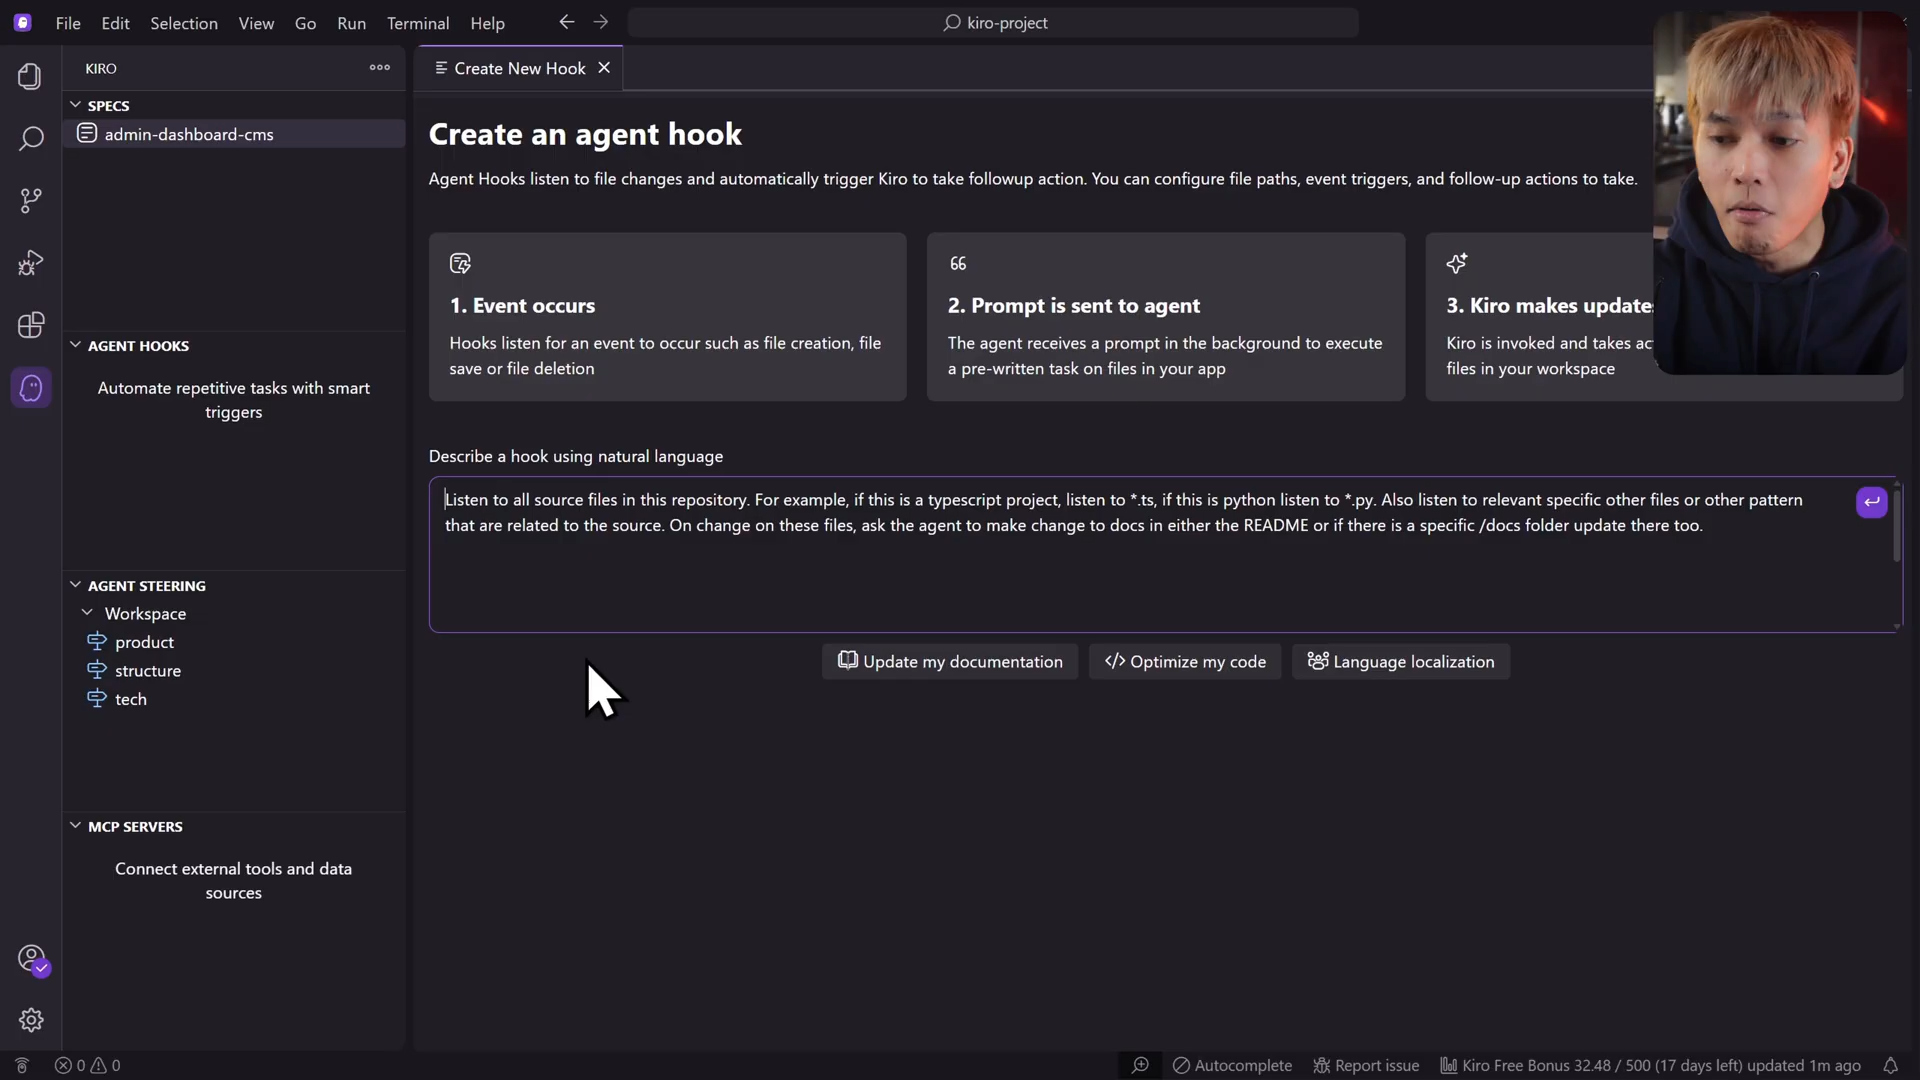 File Edit Selection View Go Run Terminal Help
kiro-project
KIRO
SPECS
admin-dashboard-cms
AGENT HOOKS
Automate repetitive tasks with smart
triggers
AGENT STEERING
Workspace
product
structure
tech
MCP SERVERS
Connect external tools and data
sources
Create New Hook
Create an agent hook
Agent Hooks listen to file changes and automatically trigger Kiro to take followup action. You can configure file paths, event triggers, and follow-up actions to take.
1. Event occurs
Hooks listen for an event to occur such as file creation, file
save or file deletion
2. Prompt is sent to agent
The agent receives a prompt in the background to execute
a pre-written task on files in your app
3. Kiro makes
Kiro is invoked and takes
files in your workspace
Describe a hook using natural language
Listen to all source files in this repository. For example, if this is a typescript project, listen to *.ts, if this is python listen to *.py. Also listen to relevant specific other files or other pattern
that are related to the source. On change on these files, ask the agent to make change to docs in either the README or if there is a specific /docs folder update there too.
Update my documentation
Optimize my code
Language localization
0 0
Autocomplete
Report issue
Kiro Free Bonus 32.48 / 500 (17 days left) updated 1m ago